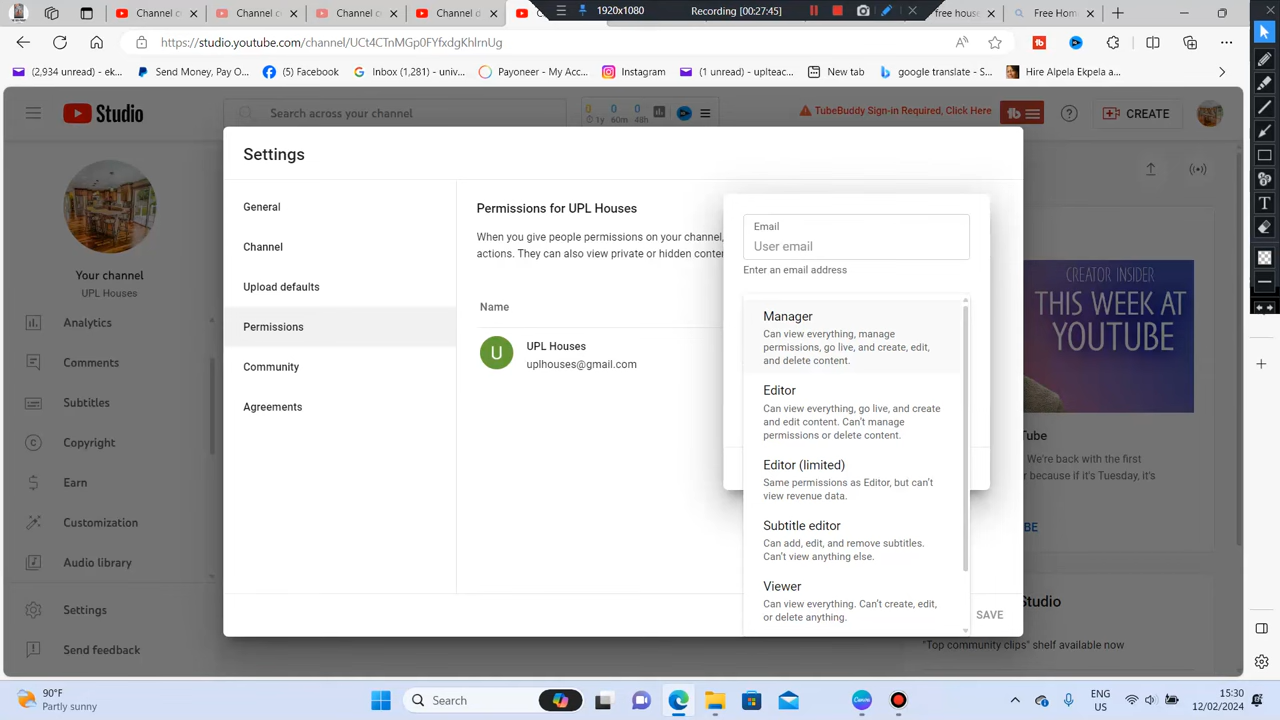 1920x1080
Recording [00:27:45]
Channel content
Channel c
Channel c
Channel d
free hous
Free Hom
https://studio.youtube.com/channel/UCt4CTnMGp0FYfxdgKhlrnUg
(2,934 unread) - ek...
Send Money, Pay O...
(5) Facebook
Inbox (1,281) - univ...
Payoneer - My Acco...
Instagram
(1 unread) - uplteac...
New tab
google translate - S...
Hire Alpela Ekpela a...
Studio
Search across your channel
0 0 0
1y 60m 48h
TubeBuddy Sign-in Required, Click Here
CREATE
Settings
General
Channel
Upload defaults
Permissions
Community
Agreements
Permissions for UPL Houses
When you give people permissions on your channel,
actions. They can also view private or hidden conte
Name
U
UPL Houses
uplhouses@gmail.com
Email
User email
Enter an email address
Manager
Can view everything, manage
permissions, go live, and create, edit,
and delete content.
Editor
Can view everything, go live, and create
and edit content. Can't manage
permissions or delete content.
Editor (limited)
Same permissions as Editor, but can't
view revenue data.
Subtitle editor
Can add, edit, and remove subtitles.
Can't view anything else.
Viewer
Can view everything. Can't create, edit,
or delete anything.
SAVE
Your channel
UPL Houses
Analytics
Comments
Subtitles
Copyright
Earn
Customization
Audio library
Settings
Send feedback
CREATOR INSIDER
THIS WEEK AT
YOUTUBE
Tube
e're back with the first
r because if it's Tuesday, it's
BE
Studio
"Top community clips" shelf available now
90°F
Partly sunny
Search
ENG
US
15:30
12/02/2024